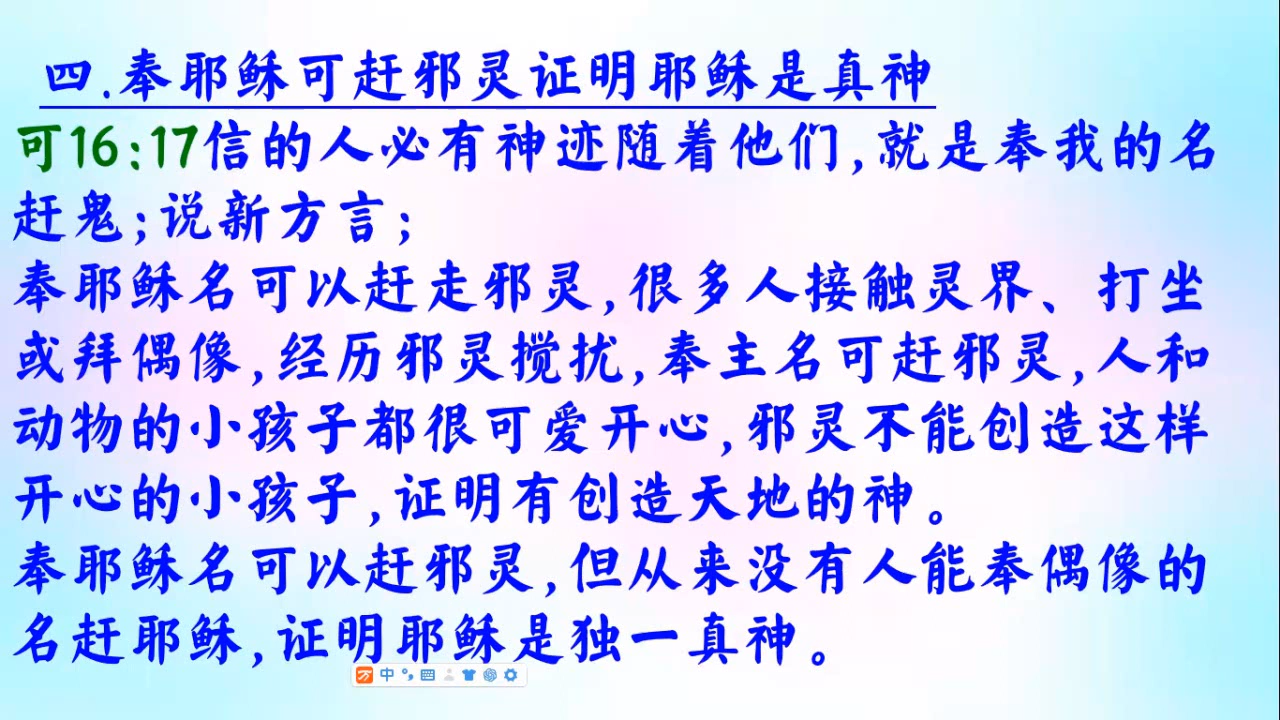 四.奉耶稣可赶邪灵证明耶稣是真神
可16:17信的人必有神迹随着他们,就是奉我的名
赶鬼;说新方言;
奉耶稣名可以赶走邪灵,很多人接触灵界、打坐
或拜偶像,经历邪灵搅扰,奉主名可赶邪灵,人和
动物的小孩子都很可爱开心,邪灵不能创造这样
开心的小孩子,证明有创造天地的神。
奉耶稣名可以赶邪灵,但从来没有人能奉偶像的
名赶耶稣,证明耶稣是独一真神。
中